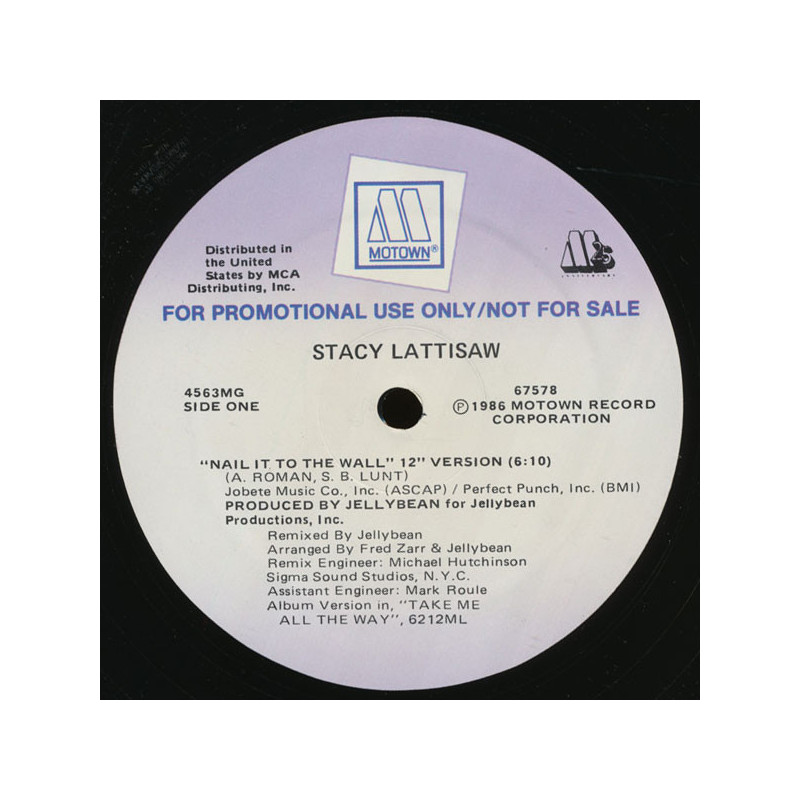 MOTOWN®
Distributed in
the United
States by MCA
Distributing, Inc.
FOR PROMOTIONAL USE ONLY/NOT FOR SALE
STACY LATTISAW
4563MG
SIDE ONE
67578
Ⓟ1986 MOTOWN RECORD
CORPORATION
"NAIL IT TO THE WALL" 12" VERSION (6:10)
(A. ROMAN, S. B. LUNT)
Jobete Music Co., Inc. (ASCAP) / Perfect Punch, Inc. (BMI)
PRODUCED BY JELLYBEAN for Jellybean
Productions, Inc.
Remixed By Jellybean
Arranged By Fred Zarr & Jellybean
Remix Engineer: Michael Hutchinson
Sigma Sound Studios, N.Y.C.
Assistant Engineer: Mark Roule
Album Version in, "TAKE ME
ALL THE WAY", 6212ML